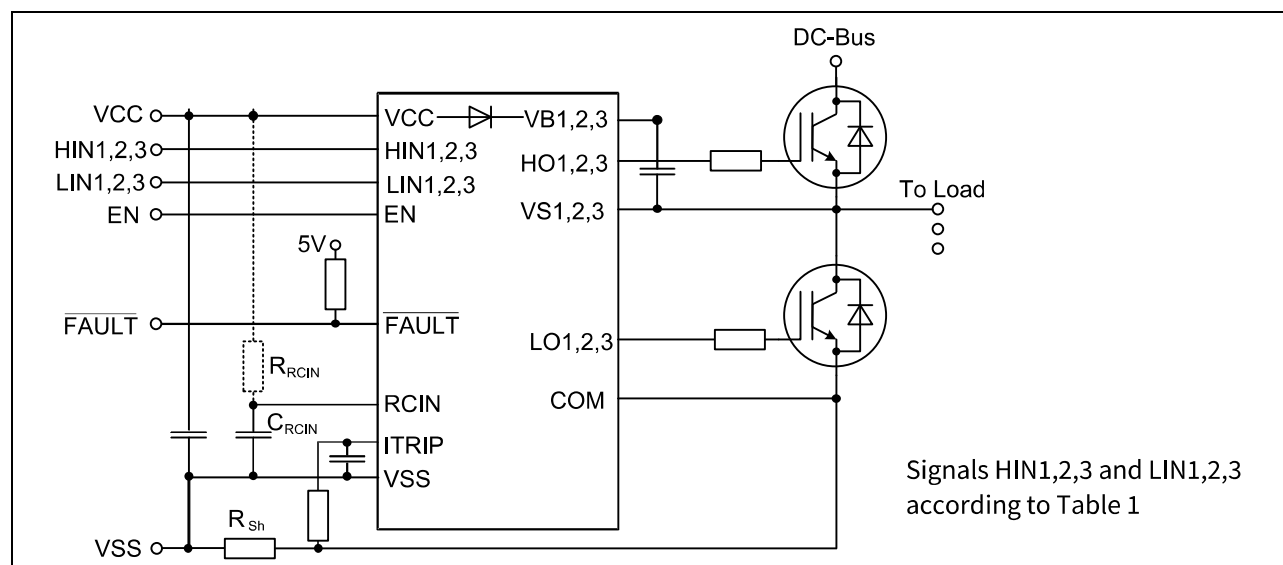 DC-Bus
VCC
VCC
VB1,2,3
HIN1,2,3
HIN1,2,3
HO1,2,3
LIN1,2,3
LIN1,2,3
To Load
EN
EN
VS1,2,3
5V
FAULT
FAULT
LO1,2,3
RRCIN
RCIN
COM
CRCIN
ITRIP
VSS
Signals HIN1,2,3 and LIN1,2,3
according to Table 1
RSh
VSS